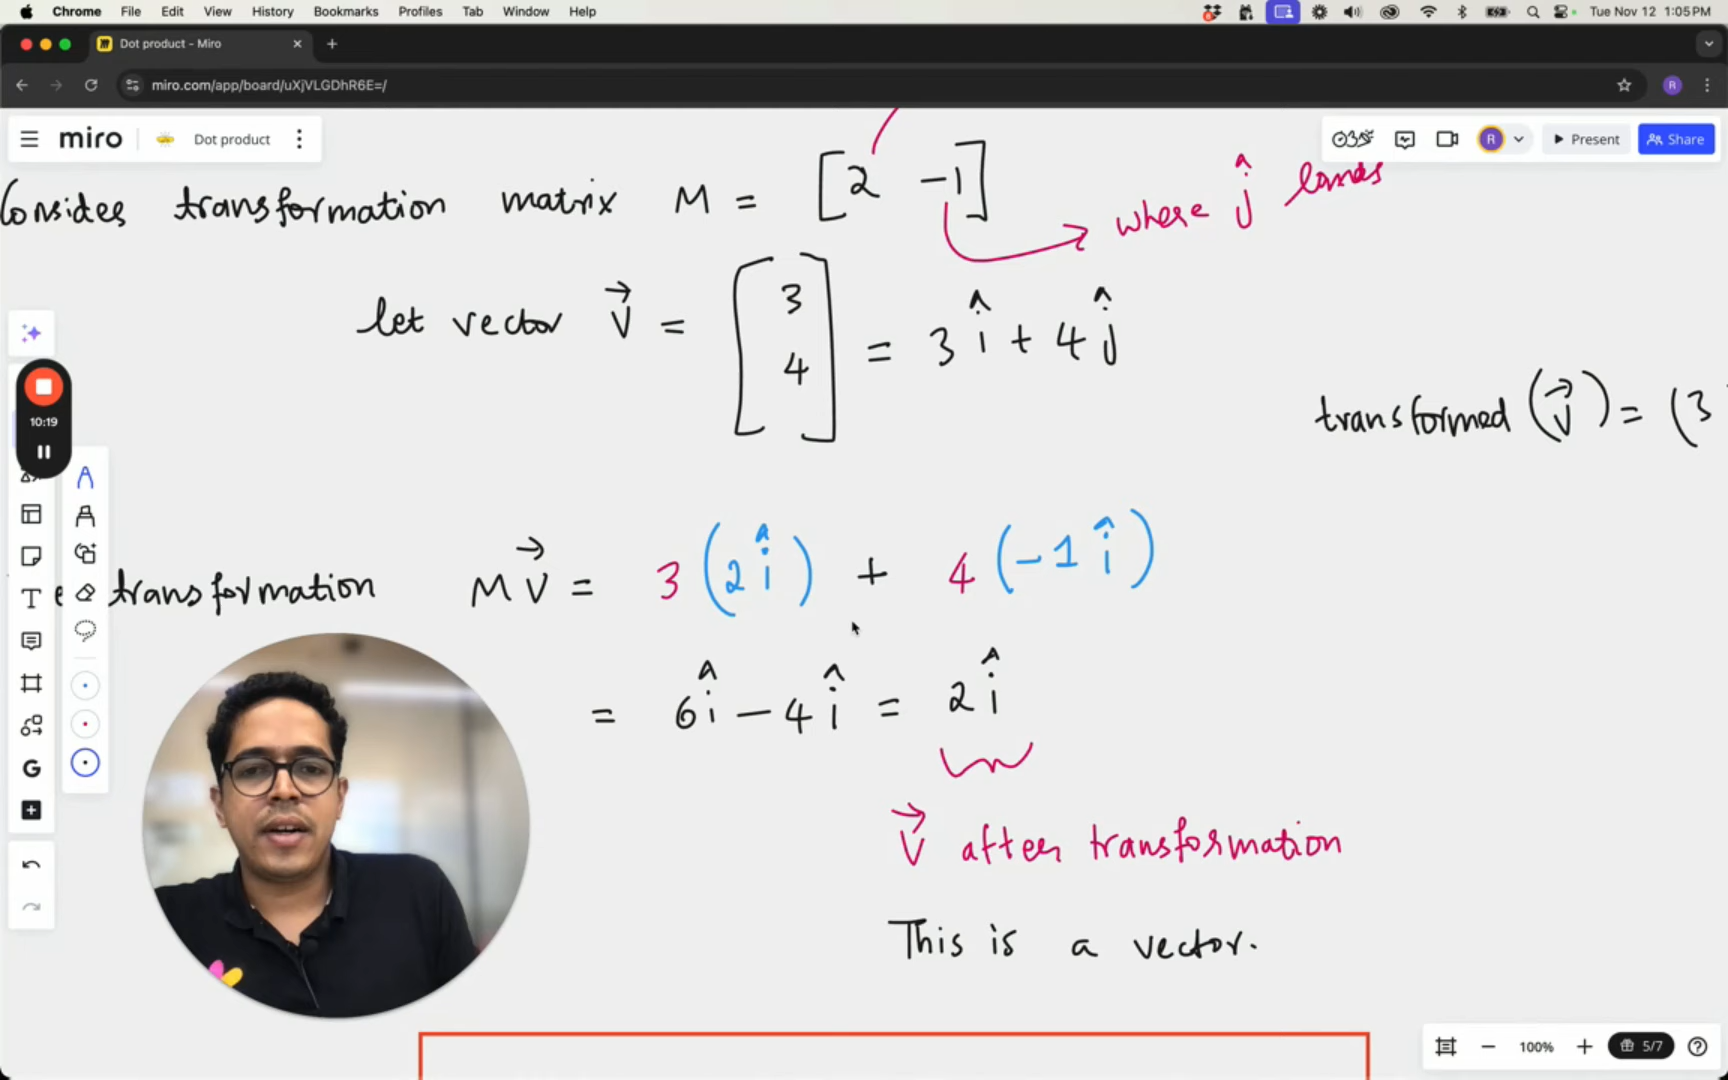 Chrome File Edit View History Bookmarks Profiles Tab Window Help Tue Nov 12 1:05 PM
Dot product - Miro
miro.com/app/board/uXjVLGDhR6E=/ R
miro Dot product R Present Share
Consider transformation matrix M = [2 -1]
where ĵ lands
let vector v⃗ = [3 4] = 3î + 4ĵ
transformed (v⃗) = (3
10:19
transformation Mv⃗ = 3(2î) + 4(-1î)
= 6î - 4î = 2î
v⃗ after transformation
This is a vector.
100% 5/7